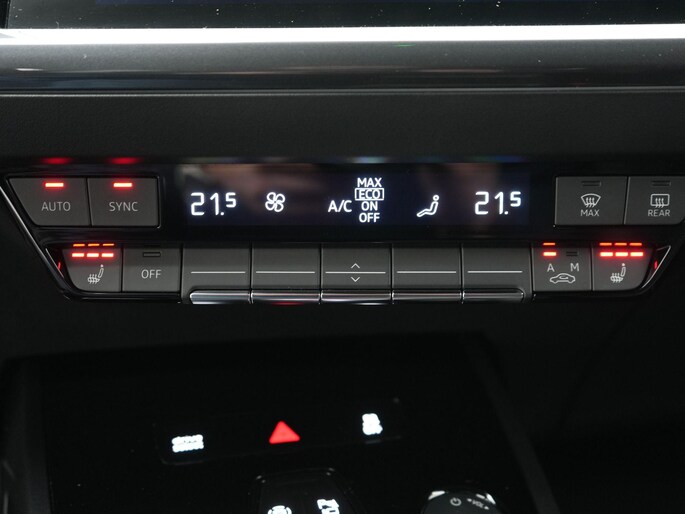 AUTO SYNC 21.5 A/C MAX ECO ON OFF 21.5 MAX REAR
OFF A M